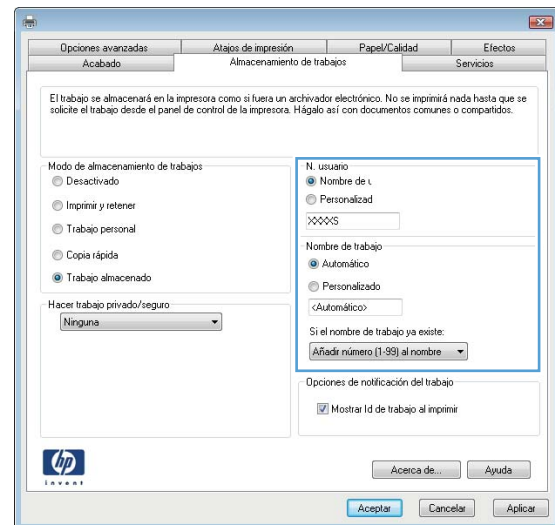 Opciones avanzadas Atajos de impresión Papel/Calidad Efectos
Acabado Almacenamiento de trabajos Servicios
El trabajo se almacenará en la impresora como si fuera un archivador electrónico. No se imprimirá nada hasta que se
solicite el trabajo desde el panel de control de la impresora. Hágalo así con documentos comunes o compartidos.
Modo de almacenamiento de trabajos
Desactivado
Imprimir y retener
Trabajo personal
Copia rápida
Trabajo almacenado
Hacer trabajo privado/seguro
Ninguna
N. usuario
Nombre de u
Personalizad
XXXXS
Nombre de trabajo
Automático
Personalizado
<Automático>
Si el nombre de trabajo ya existe:
Añadir número (1-99) al nombre
Opciones de notificación del trabajo
Mostrar Id de trabajo al imprimir
hp
invent
Acerca de... Ayuda
Aceptar Cancelar Aplicar